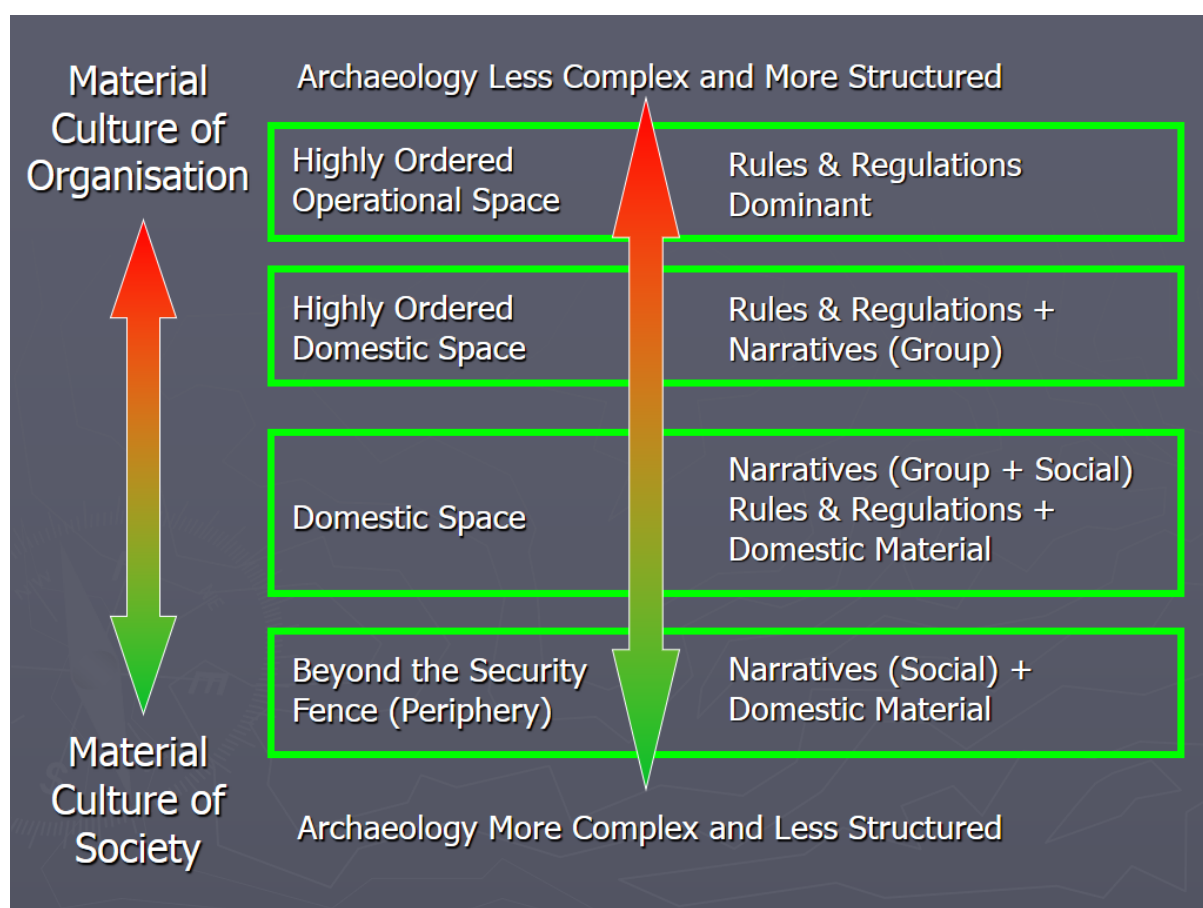 Material
Culture of
Organisation
Archaeology Less Complex and More Structured
Highly Ordered
Operational Space
Rules & Regulations
Dominant
Highly Ordered
Domestic Space
Rules & Regulations +
Narratives (Group)
Domestic Space
Narratives (Group + Social)
Rules & Regulations +
Domestic Material
Beyond the Security
Fence (Periphery)
Narratives (Social) +
Domestic Material
Material
Culture of
Society
Archaeology More Complex and Less Structured